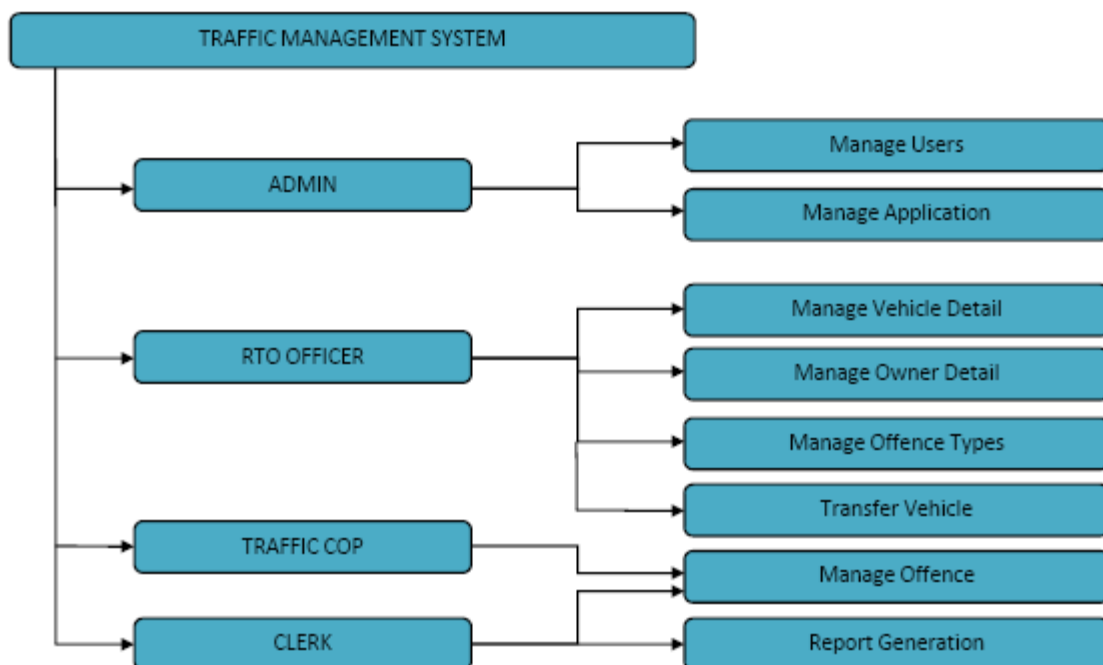 TRAFFIC MANAGEMENT SYSTEM
ADMIN
Manage Users
Manage Application
RTO OFFICER
Manage Vehicle Detail
Manage Owner Detail
Manage Offence Types
Transfer Vehicle
TRAFFIC COP
Manage Offence
CLERK
Report Generation